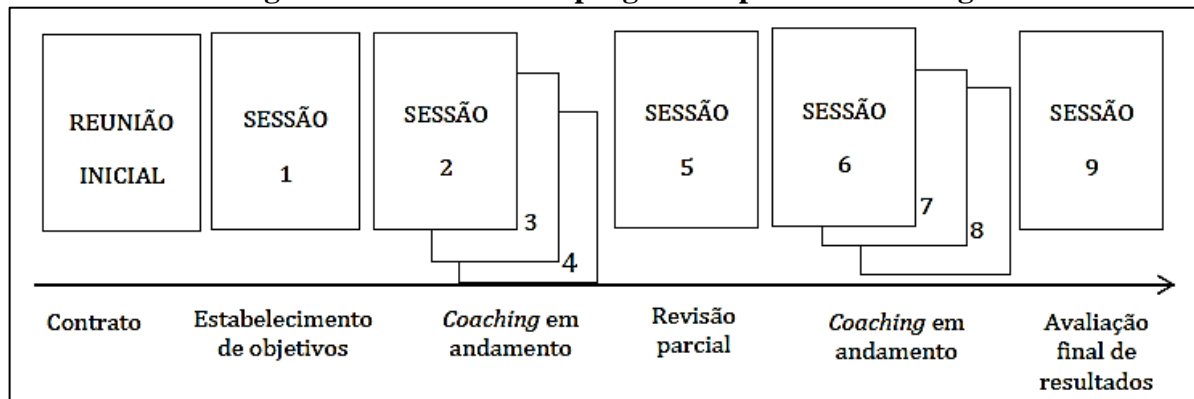 REUNIÃO
INICIAL
SESSÃO
1
SESSÃO
2
3
4
SESSÃO
5
SESSÃO
6
7
8
SESSÃO
9
Contrato
Estabelecimento
de objetivos
Coaching em
andamento
Revisão
parcial
Coaching em
andamento
Avaliação
final de
resultados